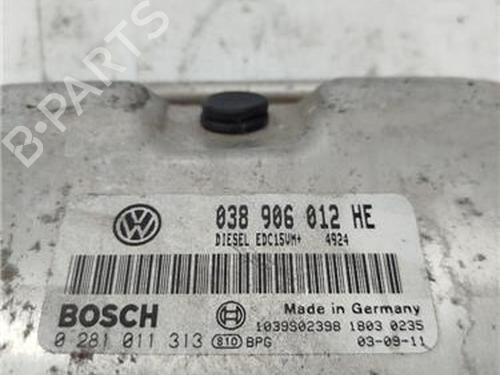 B-PARTS
038 906 012 HE
DIESEL EDC15VM+ 4924
BOSCH
Made in Germany
1039S02398 1803 0235
0 281 011 313 810 BPG 03-09-11